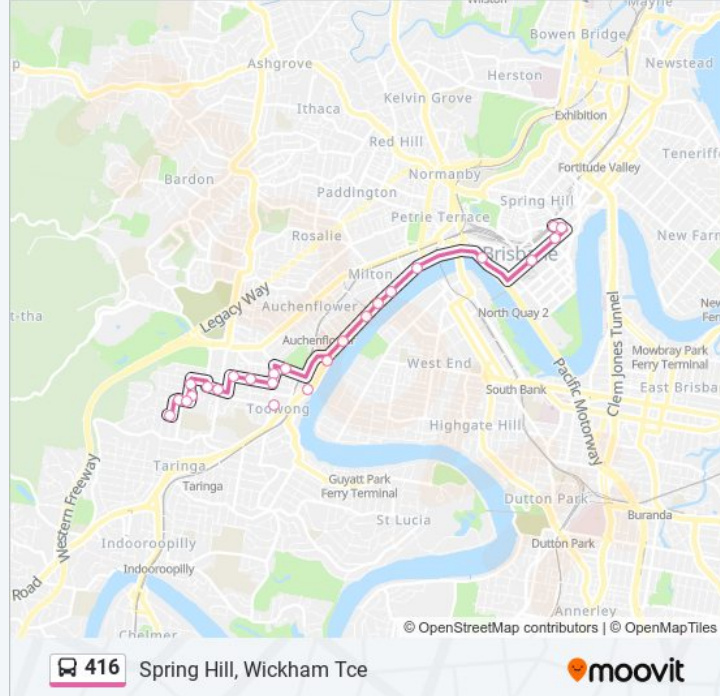 Wilston
Mayne
Bowen Bridge
Ashgrove
Newstead
Herston
Kelvin Grove
Ithaca
Exhibition
Red Hill
Teneriffe
Fortitude Valley
Normanby
Bardon
Paddington
Spring Hill
Petrie Terrace
Rosalie
New Farm
Brisbane
Milton
Legacy Way
Auchenflower
North Quay 2
Clem Jones Tunnel
Mowbray Park
Ferry Terminal
West End
South Bank
Pacific Motorway
East Brisba
Toowong
Highgate Hill
Taringa
Taringa
Guyatt Park
Ferry Terminal
Dutton Park
St Lucia
Buranda
Western Freeway
Indooroopilly
Dutton Park
Indooroopilly
Road
Annerley
Chelmer
© OpenStreetMap contributors | © OpenMapTiles
416 Spring Hill, Wickham Tce
moovit